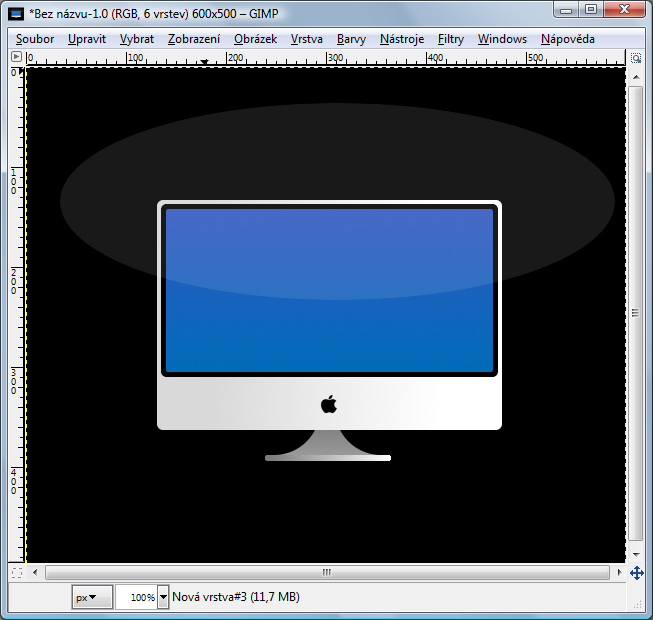 *Bez názvu-1.0 (RGB, 6 vrstev) 600x500 – GIMP
Soubor Upravit Vybrat Zobrazení Obrázek Vrstva Barvy Nástroje Filtry Windows Nápověda
0 100 200 300 400 500
0
100
200
300
400
px 100% Nová vrstva#3 (11,7 MB)